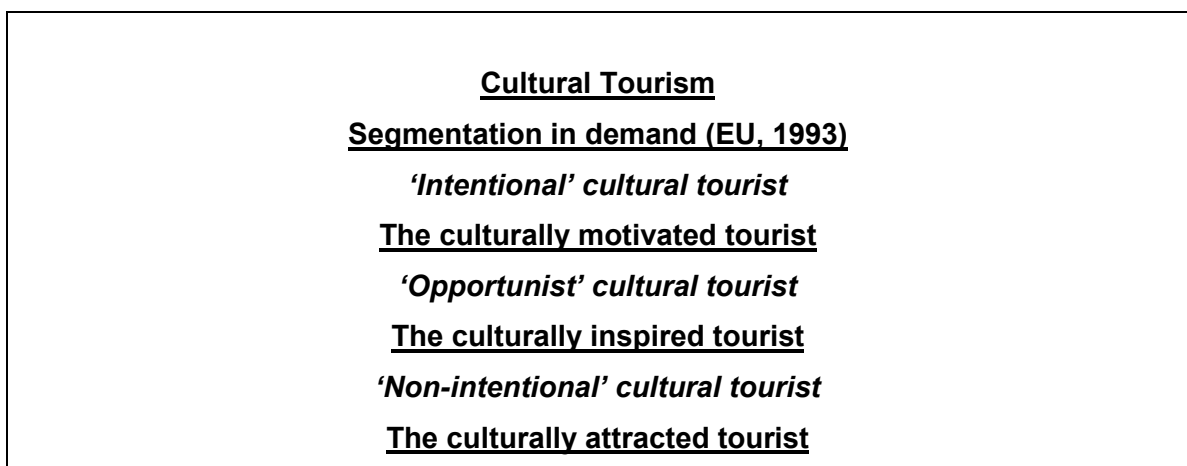 Cultural Tourism
Segmentation in demand (EU, 1993)
‘Intentional’ cultural tourist
The culturally motivated tourist
‘Opportunist’ cultural tourist
The culturally inspired tourist
‘Non-intentional’ cultural tourist
The culturally attracted tourist